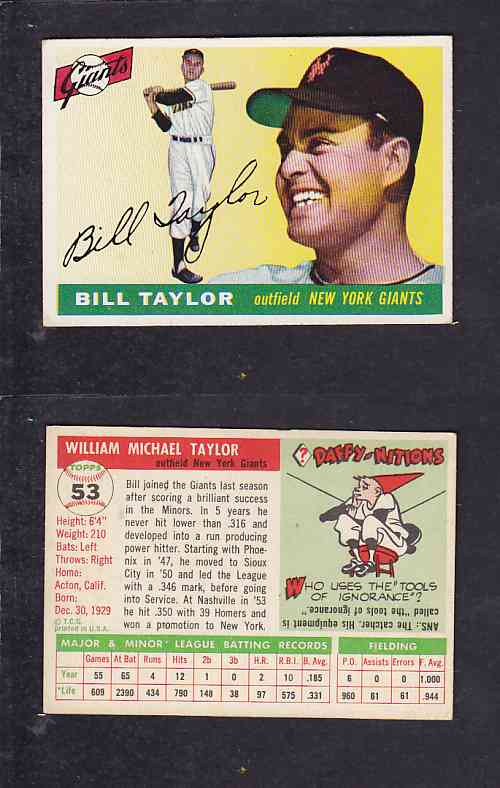 Giants
Bill Taylor
BILL TAYLOR outfield NEW YORK GIANTS
WILLIAM MICHAEL TAYLOR
outfield New York Giants
TOPPS
53
Height: 6'4"
Weight: 210
Bats: Left
Throws: Right
Home:
Acton, Calif.
Born:
Dec. 30, 1929
© T.C.G.
printed in U.S.A.
Bill joined the Giants last season
after scoring a brilliant success
in the Minors. In 5 years he
never hit lower than .316 and
developed into a run producing
power hitter. Starting with Phoe-
nix in '47, he moved to Sioux
City in '50 and led the League
with a .346 mark, before going
into Service. At Nashville in '53
he hit .350 with 39 Homers and
won a promotion to New York.
? DAFFY-NITIONS
WHO USES THE "TOOLS
OF IGNORANCE"?
ANS.: The catcher. His equipment is
called "the tools of ignorance".
MAJOR & MINOR LEAGUE BATTING RECORDS
Games At Bat Runs Hits 2b 3b H.R. R.B.I. B. Avg.
Year 55 65 4 12 1 0 2 10 .185
*Life 609 2390 434 790 148 38 97 575 .331
FIELDING
P.O. Assists Errors F. Avg.
6 0 0 1.000
960 61 61 .944